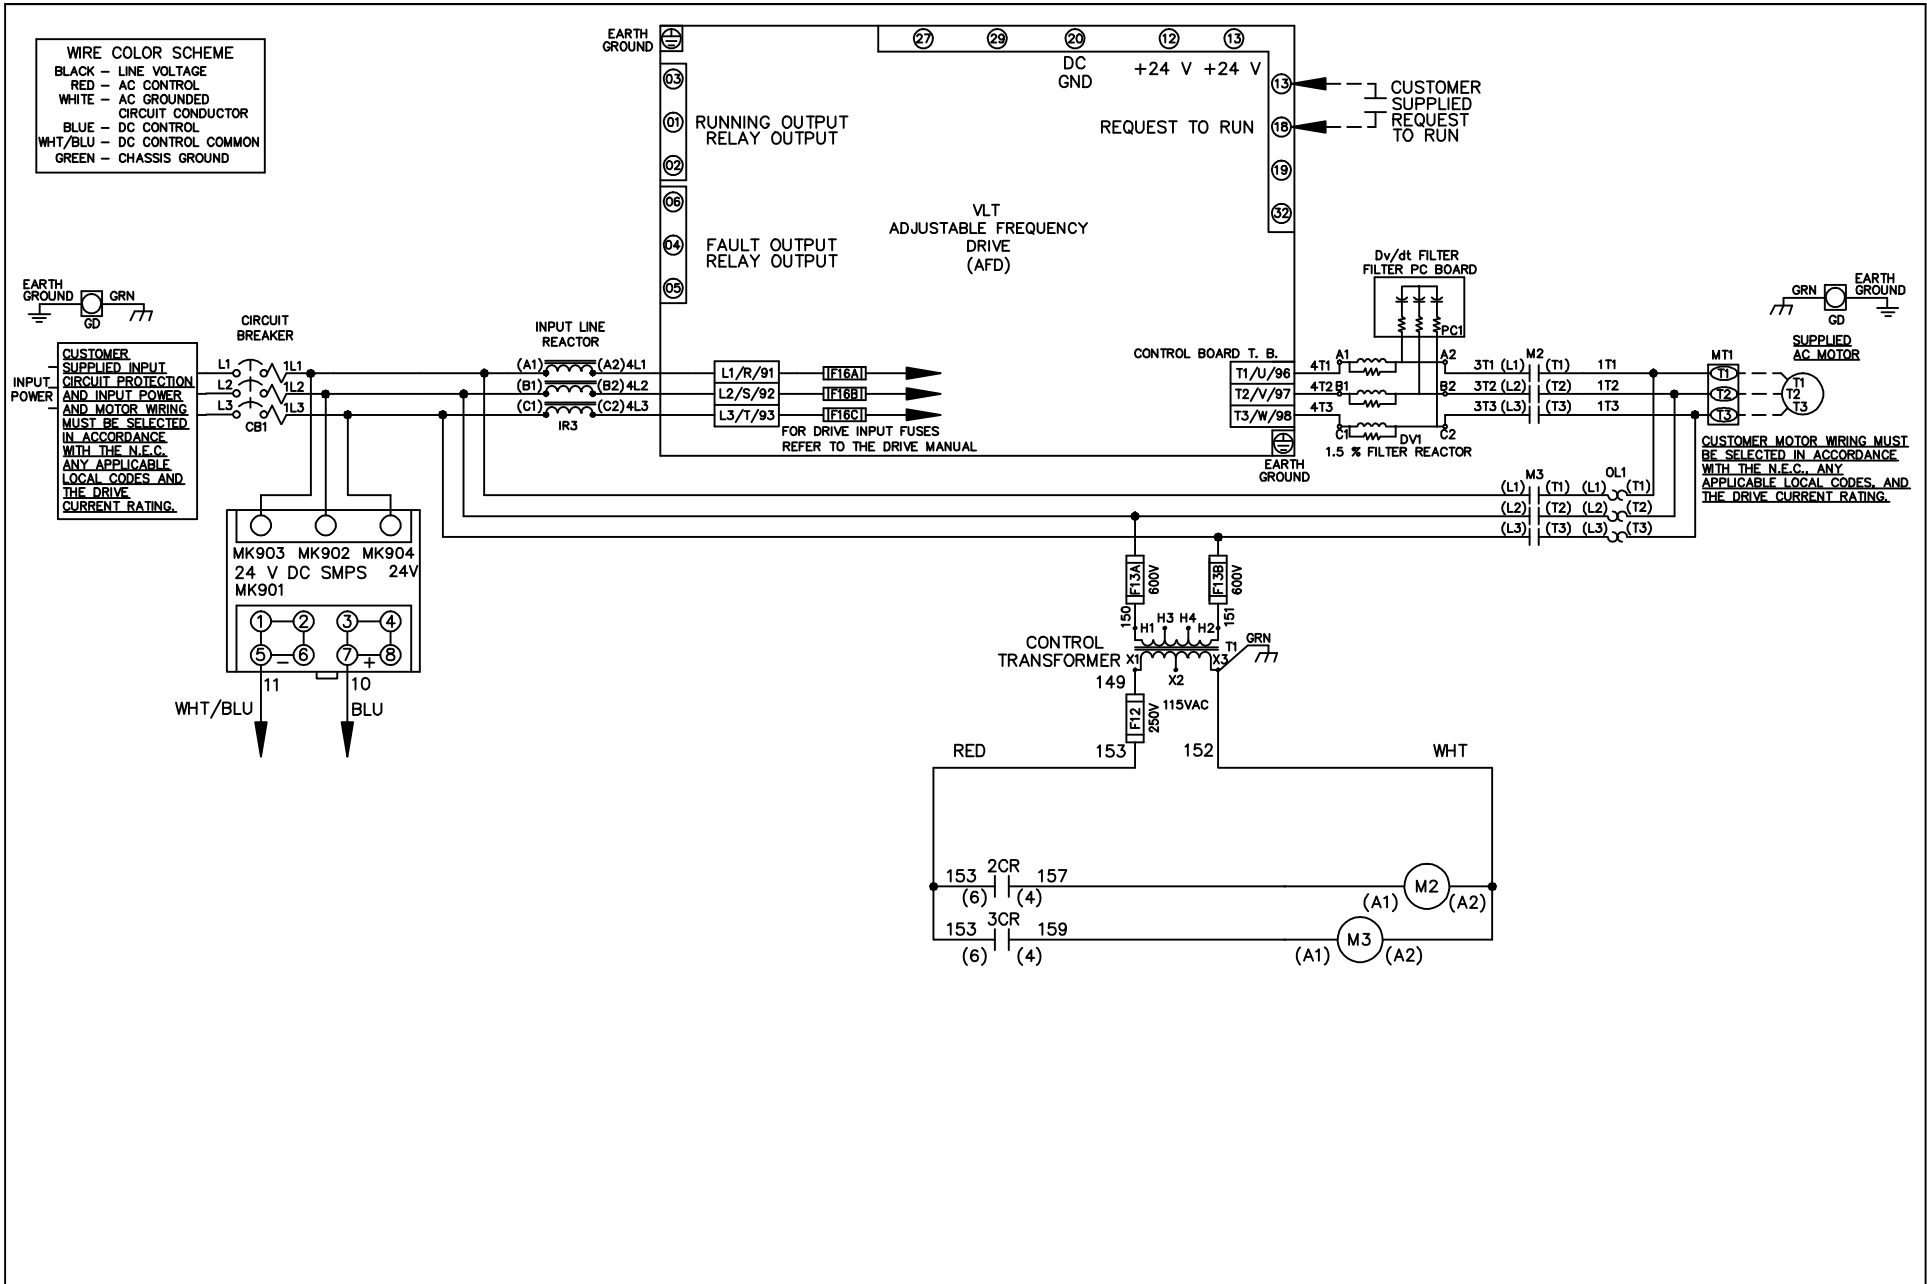 WIRE COLOR SCHEME
BLACK – LINE VOLTAGE
RED – AC CONTROL
WHITE – AC GROUNDED
CIRCUIT CONDUCTOR
BLUE – DC CONTROL
WHT/BLU – DC CONTROL COMMON
GREEN – CHASSIS GROUND
EARTH
GROUND
03
01
02
RUNNING OUTPUT
RELAY OUTPUT
06
04
05
FAULT OUTPUT
RELAY OUTPUT
27
29
20
12
13
DC
GND
+24 V
+24 V
13
18
19
32
REQUEST TO RUN
CUSTOMER
SUPPLIED
REQUEST
TO RUN
VLT
ADJUSTABLE FREQUENCY
DRIVE
(AFD)
EARTH
GROUND
GRN
GD
INPUT
POWER
CUSTOMER
SUPPLIED INPUT
CIRCUIT PROTECTION
AND INPUT POWER
AND MOTOR WIRING
MUST BE SELECTED
IN ACCORDANCE
WITH THE N.E.C.
ANY APPLICABLE
LOCAL CODES AND
THE DRIVE
CURRENT RATING.
CIRCUIT
BREAKER
L1
1L1
L2
1L2
L3
1L3
CB1
INPUT LINE
REACTOR
(A1)
(A2)
4L1
(B1)
(B2)
4L2
(C1)
(C2)
4L3
IR3
L1/R/91
F16A
L2/S/92
F16B
L3/T/93
F16C
FOR DRIVE INPUT FUSES
REFER TO THE DRIVE MANUAL
CONTROL BOARD T. B.
T1/U/96
T2/V/97
T3/W/98
EARTH
GROUND
Dv/dt FILTER
FILTER PC BOARD
PC1
4T1
A1
A2
4T2
B1
B2
4T3
C1
C2
DV1
1.5 % FILTER REACTOR
M2
3T1
(L1)
(T1)
1T1
3T2
(L2)
(T2)
1T2
3T3
(L3)
(T3)
1T3
MT1
T1
T2
T3
GRN
GD
EARTH
GROUND
SUPPLIED
AC MOTOR
T1
T2
T3
CUSTOMER MOTOR WIRING MUST
BE SELECTED IN ACCORDANCE
WITH THE N.E.C., ANY
APPLICABLE LOCAL CODES, AND
THE DRIVE CURRENT RATING.
M3
OL1
(L1)
(T1)
(L1)
(T1)
(L2)
(T2)
(L2)
(T2)
(L3)
(T3)
(L3)
(T3)
MK903
MK902
MK904
24 V DC SMPS
24V
MK901
1
2
3
4
5
–
6
7
+
8
11
10
WHT/BLU
BLU
F13A
600V
F13B
600V
150
151
H1
H3
H4
H2
CONTROL
TRANSFORMER
T1
GRN
X1
X2
X3
149
F12
250V
115VAC
153
152
RED
WHT
153
2CR
157
(6)
(4)
M2
(A1)
(A2)
153
3CR
159
(6)
(4)
M3
(A1)
(A2)